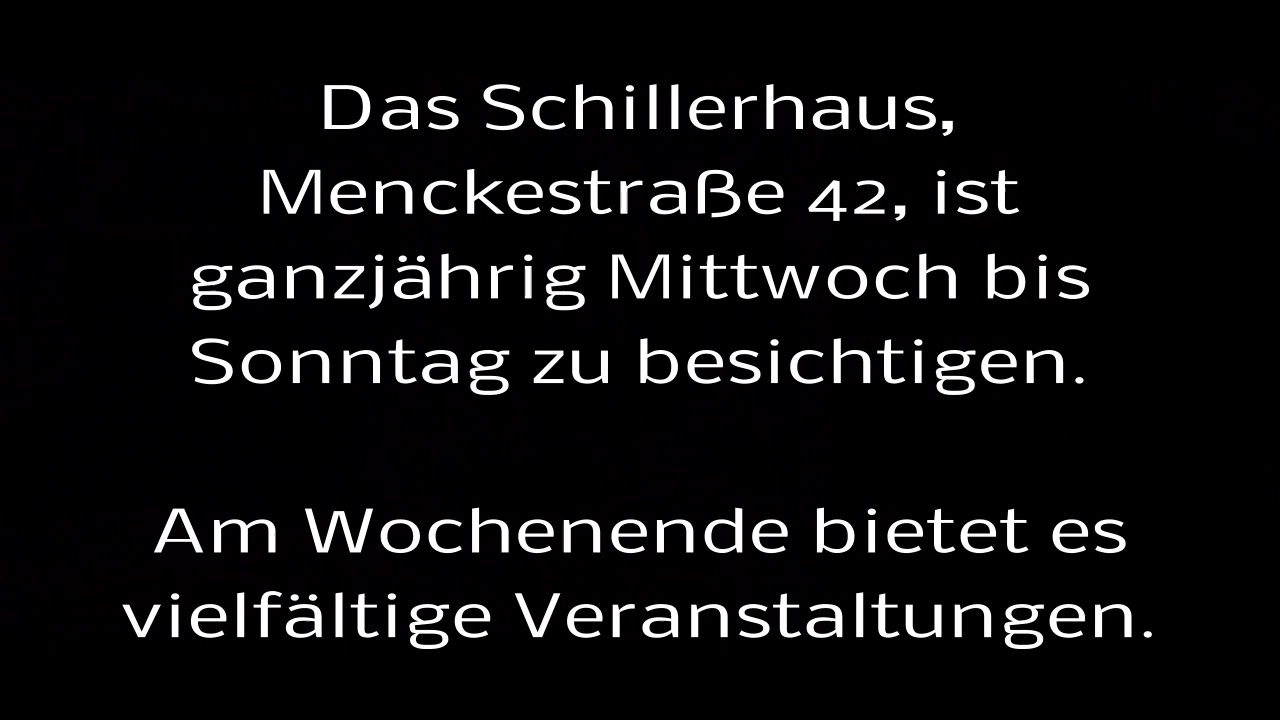 Das Schillerhaus,
Menckestraße 42, ist
ganzjährig Mittwoch bis
Sonntag zu besichtigen.
Am Wochenende bietet es
vielfältige Veranstaltungen.